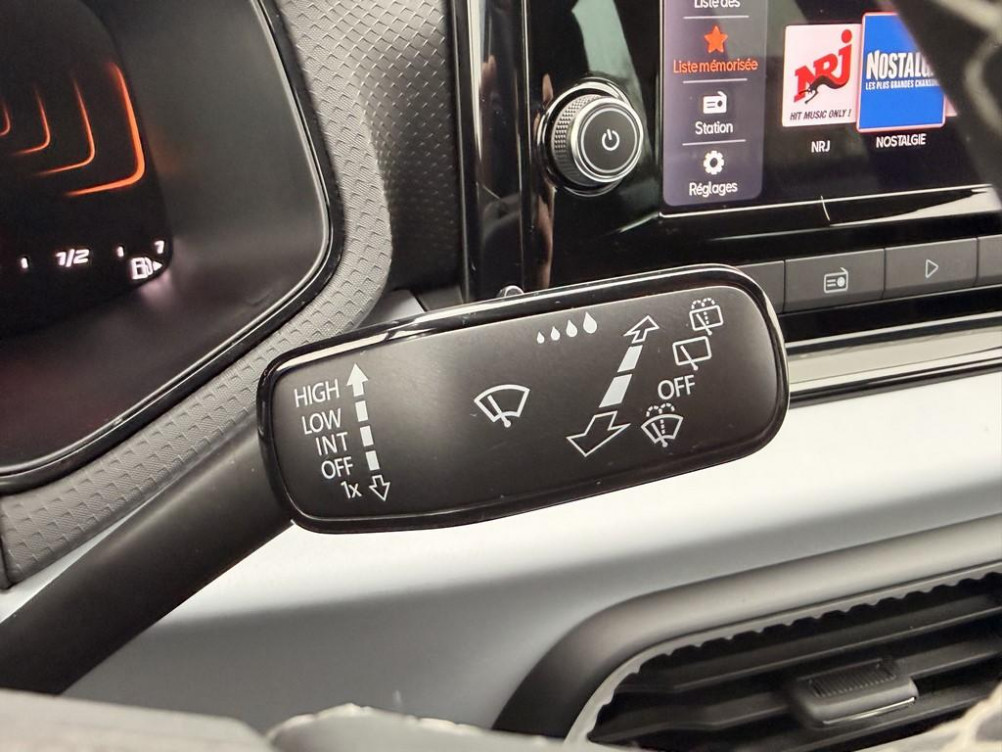 Liste des
Liste mémorisée
Station
Réglages
NRJ
HIT MUSIC ONLY !
NRJ
NOSTALGIE
LES PLUS GRANDES
NOSTALGIE
1/2
HIGH
LOW
INT
OFF
1x
OFF